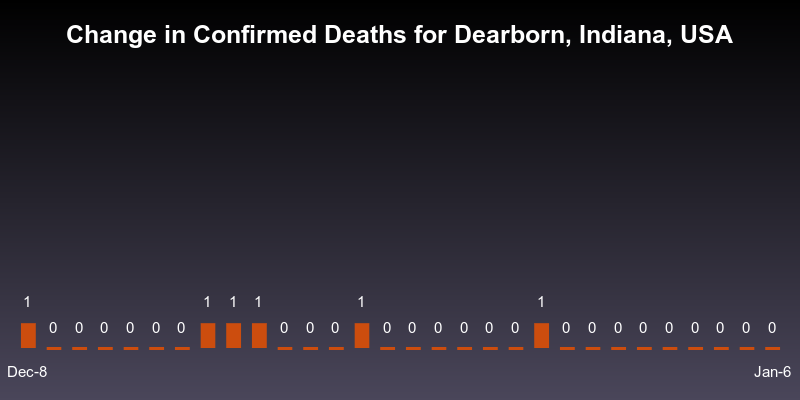 Change in Confirmed Deaths for Dearborn, Indiana, USA
1 0 0 0 0 0 0 1 1 1 0 0 0 1 0 0 0 0 0 0 1 0 0 0 0 0 0 0 0 0
Dec-8 Jan-6